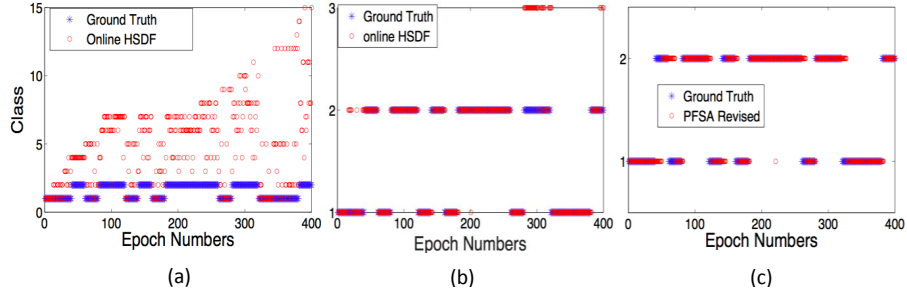 15
10
5
0
Class
Ground Truth
Online HSDF
0 100 200 300 400
Epoch Numbers
(a)
3
2
1
Ground Truth
online HSDF
0 100 200 300 400
Epoch Numbers
(b)
2
1
Ground Truth
PFSA Revised
0 100 200 300 400
Epoch Numbers
(c)